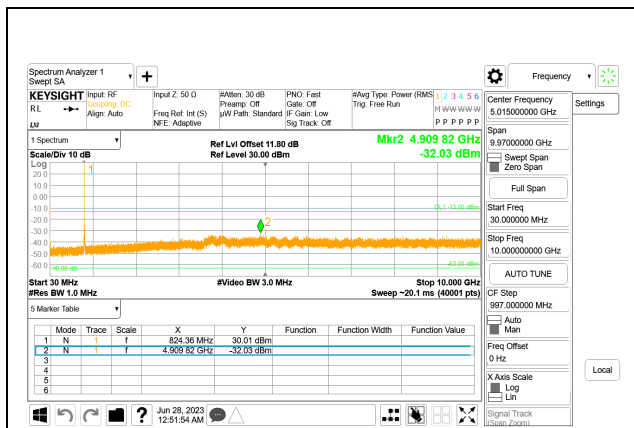 Spectrum Analyzer 1
Swept SA
Frequency
KEYSIGHT
Input: RF
Coupling: DC
Align: Auto
Input Z: 50 Ω
Freq Ref: Int (S)
NFE: Adaptive
#Atten: 30 dB
Preamp: Off
µW Path: Standard
PNO: Fast
Gate: Off
IF Gain: Low
Sig Track: Off
#Avg Type: Power (RMS
Trig: Free Run
1 2 3 4 5 6
M W W W W W
P P P P P P
R L
LXI
1 Spectrum
Scale/Div 10 dB
Ref Lvl Offset 11.80 dB
Ref Level 30.00 dBm
Mkr2 4.909 82 GHz
-32.03 dBm
Log
20.0
10.0
0.0
-10.0
-20.0
-30.0
-40.0
-50.0
-60.0
1
2
DL1 -13.00 dBm
Start 30 MHz
#Video BW 3.0 MHz
Stop 10.000 GHz
#Res BW 1.0 MHz
Sweep ~20.1 ms (40001 pts)
5 Marker Table
Mode Trace Scale X Y Function Function Width Function Value
1 N 1 f 824.36 MHz 30.01 dBm
2 N 1 f 4.909 82 GHz -32.03 dBm
3
4
5
6
Jun 28, 2023
12:51:54 AM
Center Frequency
5.015000000 GHz
Settings
Span
9.97000000 GHz
Swept Span
Zero Span
Full Span
Start Freq
30.000000 MHz
Stop Freq
10.000000000 GHz
AUTO TUNE
CF Step
997.000000 MHz
Auto
Man
Freq Offset
0 Hz
X Axis Scale
Log
Lin
Signal Track
(Span Zoom)
Local